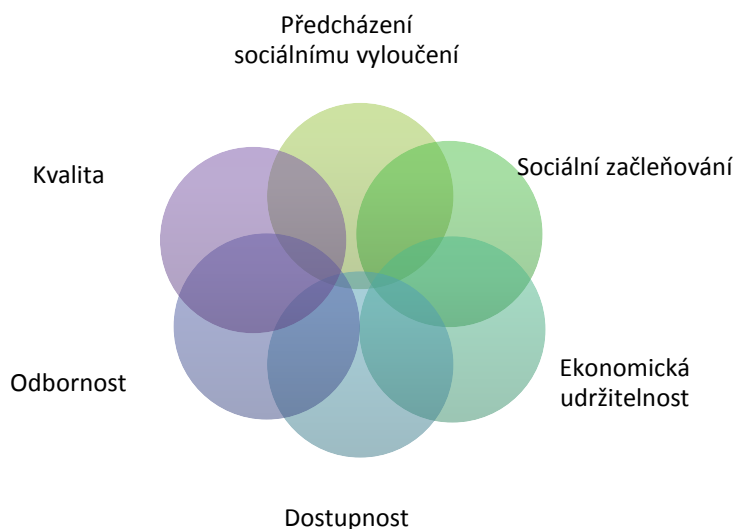 Předcházení
sociálnímu vyloučení
Sociální začleňování
Kvalita
Ekonomická
udržitelnost
Odbornost
Dostupnost